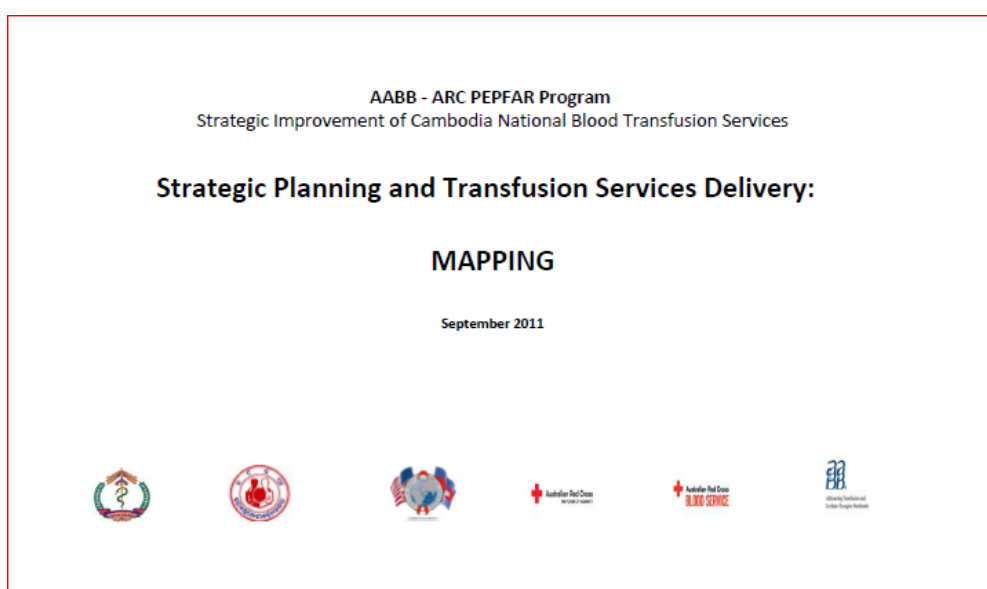 AABB - ARC PEPFAR Program
Strategic Improvement of Cambodia National Blood Transfusion Services
Strategic Planning and Transfusion Services Delivery:
MAPPING
September 2011
Australian Red Cross
Australian Red Cross
BLOOD SERVICE